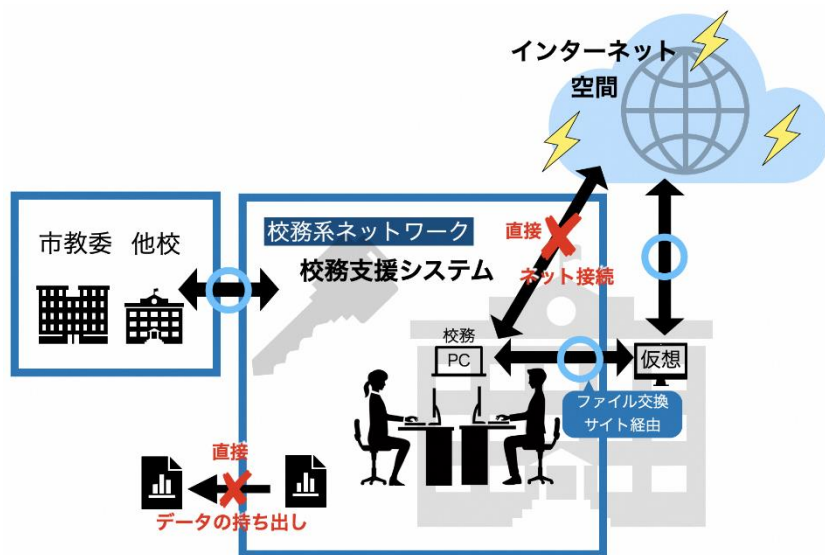 インターネット
空間
市教委 他校
校務系ネットワーク
校務支援システム
直接
ネット接続
校務
PC
仮想
ファイル交換
サイト経由
直接
データの持ち出し